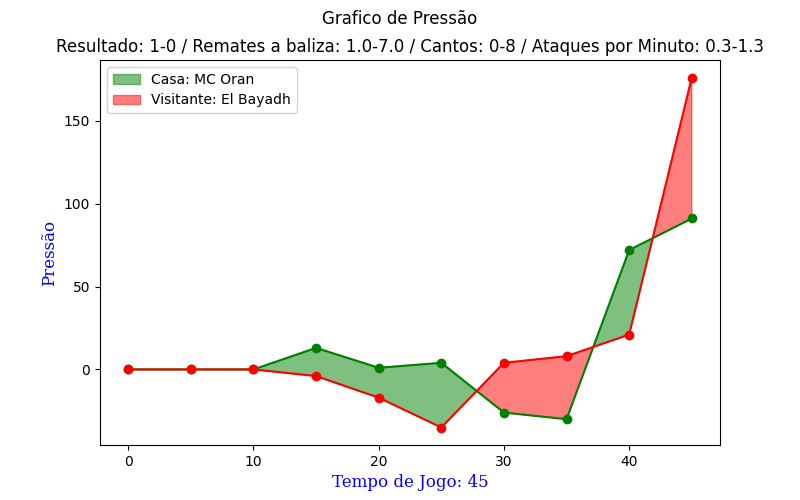 Grafico de Pressão
Resultado: 1-0 / Remates a baliza: 1.0-7.0 / Cantos: 0-8 / Ataques por Minuto: 0.3-1.3
Casa: MC Oran
Visitante: El Bayadh
Pressão
150
100
50
0
0 10 20 30 40
Tempo de Jogo: 45